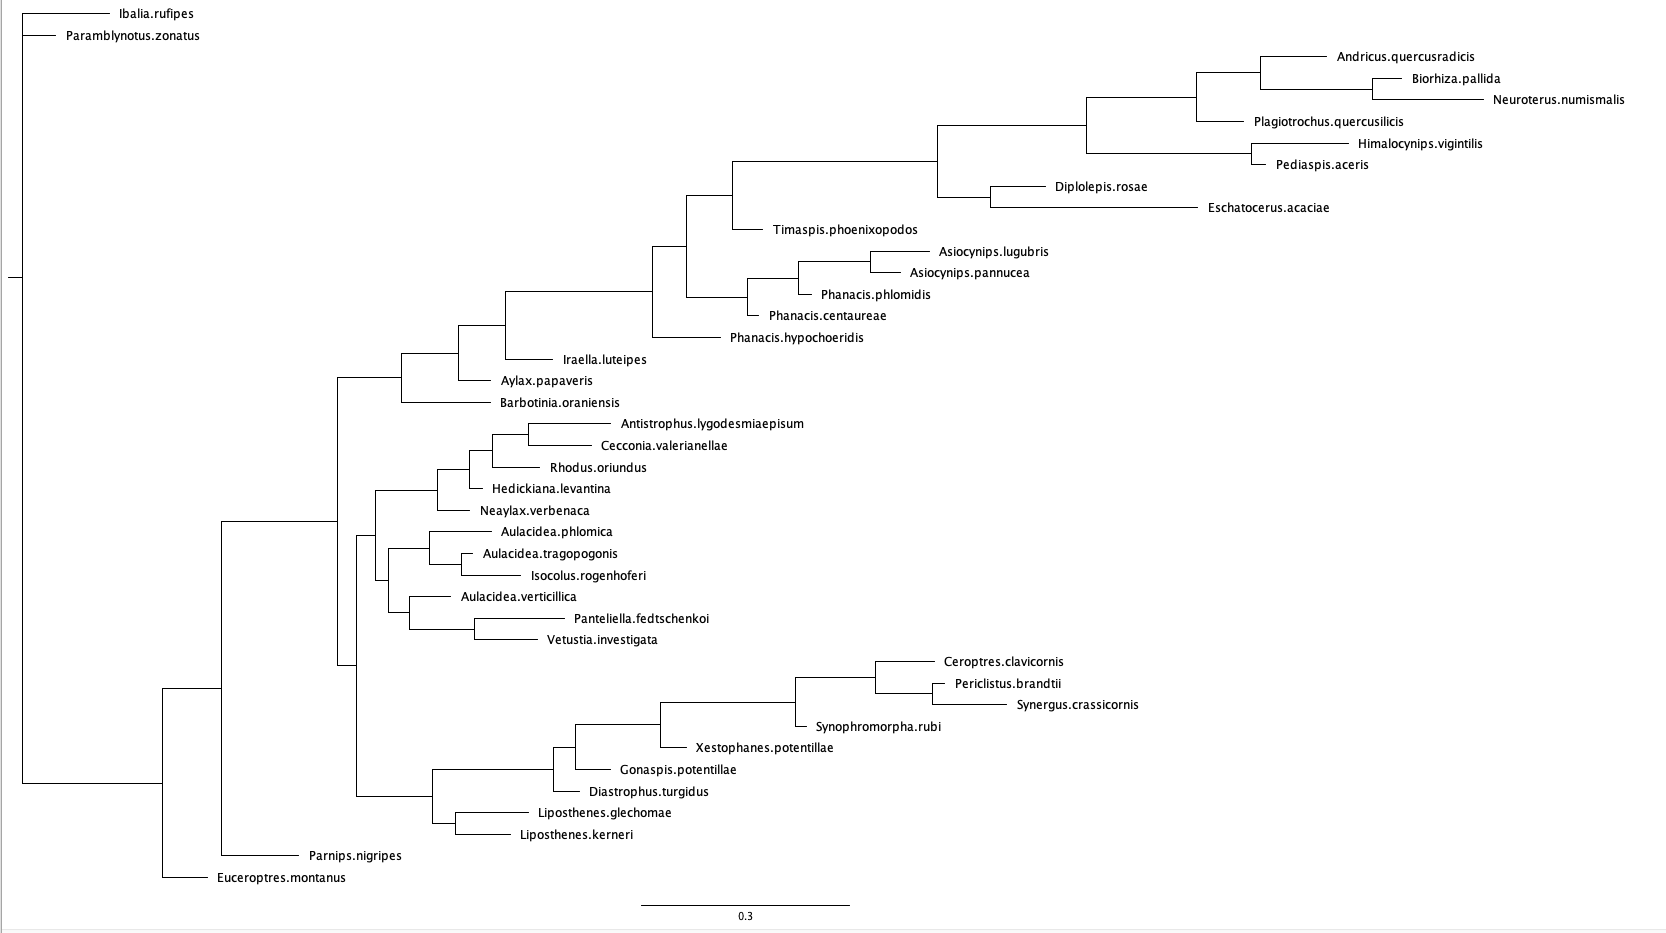 Ibalia.rufipes
Paramblynotus.zonatus
Andricus.quercusradicis
Biorhiza.pallida
Neuroterus.numismalis
Plagiotrochus.quercusilicis
Himalocynips.vigintilis
Pediaspis.aceris
Diplolepis.rosae
Eschatocerus.acaciae
Timaspis.phoenixopodos
Asiocynips.lugubris
Asiocynips.pannucea
Phanacis.phlomidis
Phanacis.centaureae
Phanacis.hypochoeridis
Iraella.luteipes
Aylax.papaveris
Barbotinia.oraniensis
Antistrophus.lygodesmiaepisum
Cecconia.valerianellae
Rhodus.oriundus
Hedickiana.levantina
Neaylax.verbenaca
Aulacidea.phlomica
Aulacidea.tragopogonis
Isocolus.rogenhoferi
Aulacidea.verticillica
Panteliella.fedtschenkoi
Vetustia.investigata
Ceroptres.clavicornis
Periclistus.brandtii
Synergus.crassicornis
Synophromorpha.rubi
Xestophanes.potentillae
Gonaspis.potentillae
Diastrophus.turgidus
Liposthenes.glechomae
Liposthenes.kerneri
Parnips.nigripes
Euceroptres.montanus
0.3